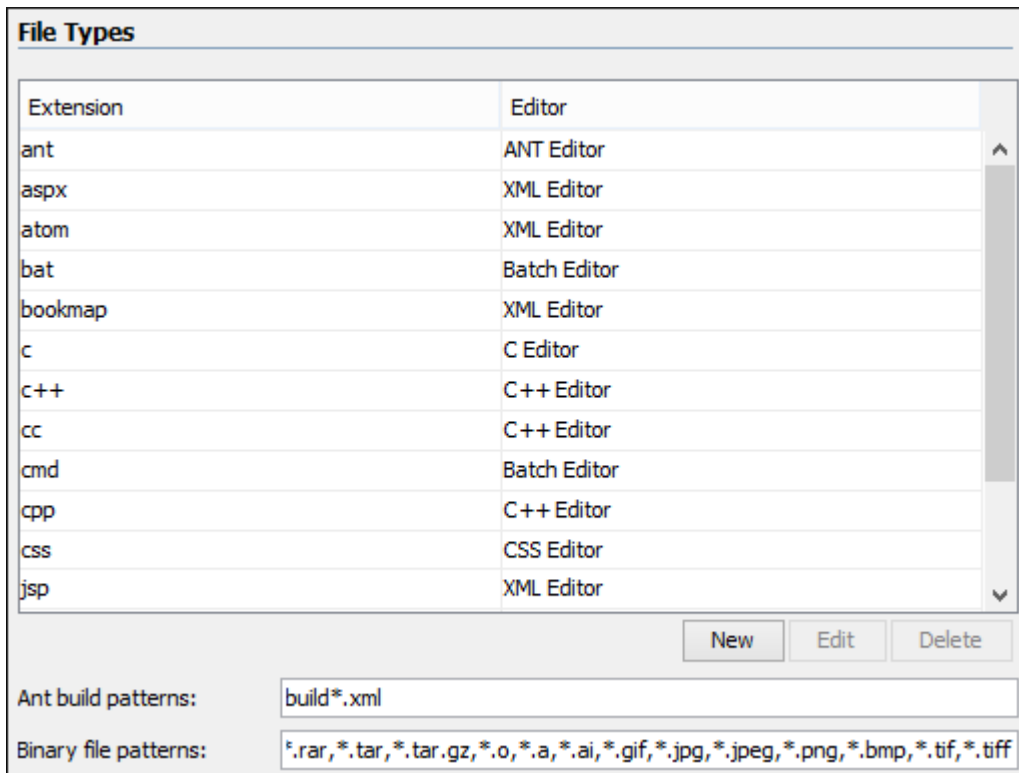 File Types
Extension Editor
ant ANT Editor
aspx XML Editor
atom XML Editor
bat Batch Editor
bookmap XML Editor
c C Editor
c++ C++ Editor
cc C++ Editor
cmd Batch Editor
cpp C++ Editor
css CSS Editor
jsp XML Editor
New Edit Delete
Ant build patterns: build*.xml
Binary file patterns: *.rar,*.tar,*.tar.gz,*.o,*.a,*.ai,*.gif,*.jpg,*.jpeg,*.png,*.bmp,*.tif,*.tiff